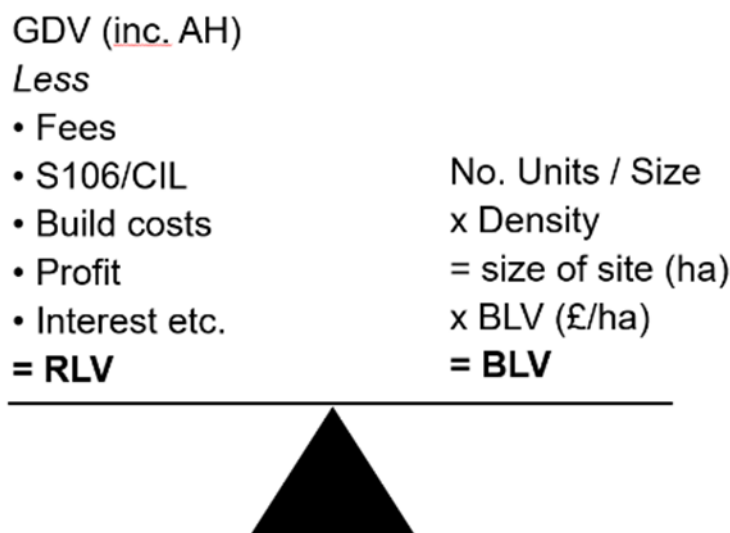 GDV (inc. AH)
Less
• Fees
• S106/CIL
• Build costs
• Profit
• Interest etc.
= RLV
No. Units / Size
x Density
= size of site (ha)
x BLV (£/ha)
= BLV